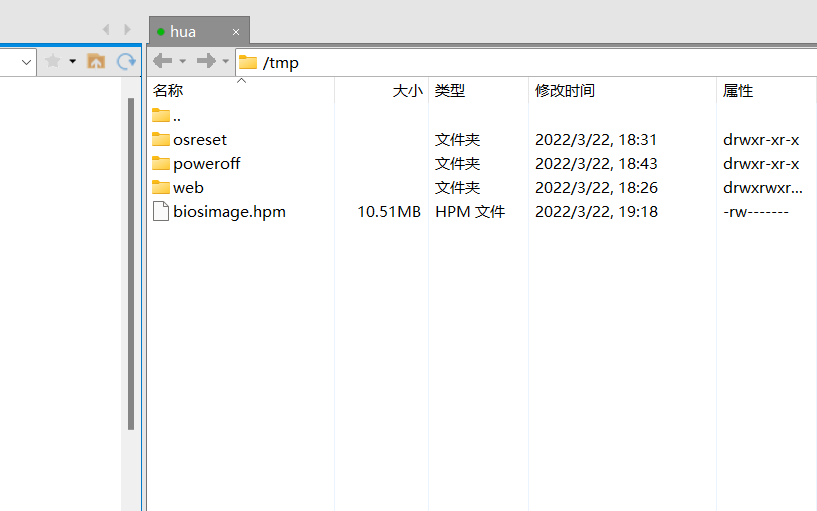 hua
/tmp
名称 大小 类型 修改时间 属性
..
osreset 文件夹 2022/3/22, 18:31 drwxr-xr-x
poweroff 文件夹 2022/3/22, 18:43 drwxr-xr-x
web 文件夹 2022/3/22, 18:26 drwxrwxr...
biosimage.hpm 10.51MB HPM 文件 2022/3/22, 19:18 -rw-------